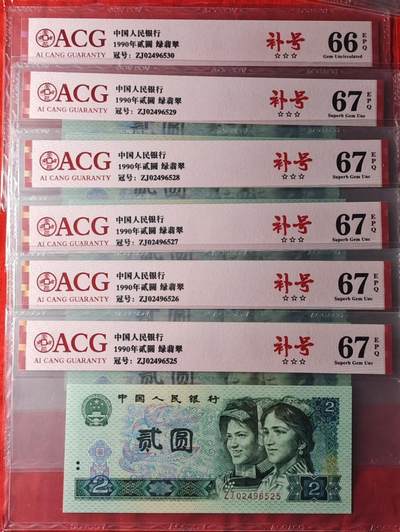 ACG
AI CANG GUARANTY
中国人民银行
1990年贰圆 绿翡翠
冠号: ZJ02496530
补号
☆☆☆
66 EPQ
Gem Uncirculated
ACG
AI CANG GUARANTY
中国人民银行
1990年贰圆 绿翡翠
冠号: ZJ02496529
补号
☆☆☆
67 EPQ
Superb Gem Unc
ACG
AI CANG GUARANTY
中国人民银行
1990年贰圆 绿翡翠
冠号: ZJ02496528
补号
☆☆☆
67 EPQ
Superb Gem Unc
ACG
AI CANG GUARANTY
中国人民银行
1990年贰圆 绿翡翠
冠号: ZJ02496527
补号
☆☆☆
67 EPQ
Superb Gem Unc
ACG
AI CANG GUARANTY
中国人民银行
1990年贰圆 绿翡翠
冠号: ZJ02496526
补号
☆☆☆
67 EPQ
Superb Gem Unc
ACG
AI CANG GUARANTY
中国人民银行
1990年贰圆 绿翡翠
冠号: ZJ02496525
补号
☆☆☆
67 EPQ
Superb Gem Unc
中国人民银行
2
贰圆
2
ZJ02496525